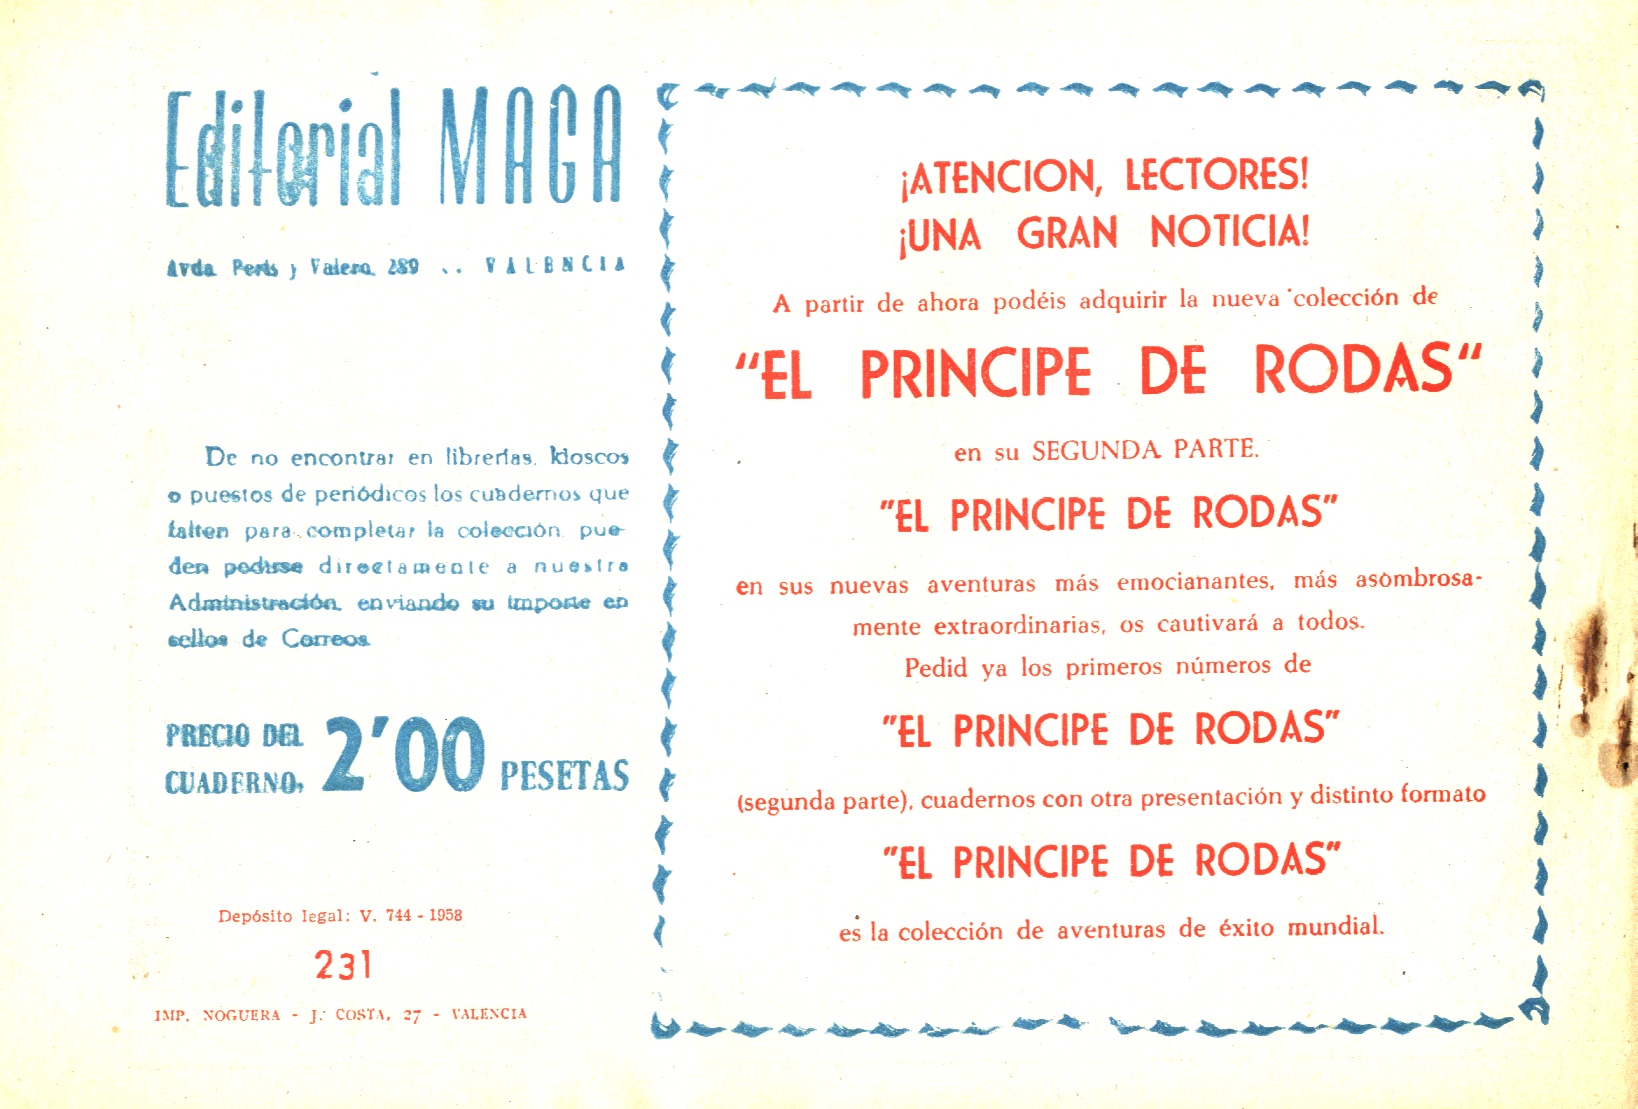 Editorial MAGA
Avda. Peris y Valero, 289 .. VALENCIA
De no encontrar en librerías, kioscos
o puestos de periódicos los cuadernos que
falten para completar la colección, pue-
den pedirse directamente a nuestra
Administración, enviando su importe en
sellos de Correos.
PRECIO DEL
CUADERNO, 2'00 PESETAS
Depósito legal: V. 744 - 1958
231
IMP. NOGUERA - J. COSTA, 27 - VALENCIA
¡ATENCION, LECTORES!
¡UNA GRAN NOTICIA!
A partir de ahora podéis adquirir la nueva colección de
"EL PRINCIPE DE RODAS"
en su SEGUNDA PARTE.
"EL PRINCIPE DE RODAS"
en sus nuevas aventuras más emocianantes, más asombrosa-
mente extraordinarias, os cautivará a todos.
Pedid ya los primeros números de
"EL PRINCIPE DE RODAS"
(segunda parte), cuadernos con otra presentación y distinto formato
"EL PRINCIPE DE RODAS"
es la colección de aventuras de éxito mundial.